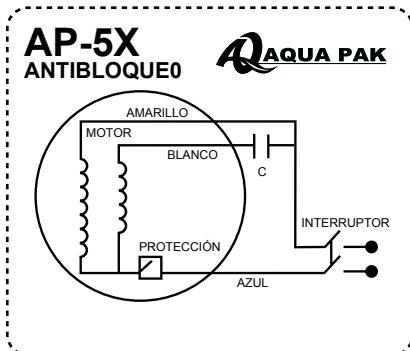 AP-5X
ANTIBLOQUE0
AQUA PAK
AMARILLO
MOTOR
BLANCO
C
INTERRUPTOR
PROTECCIÓN
AZUL